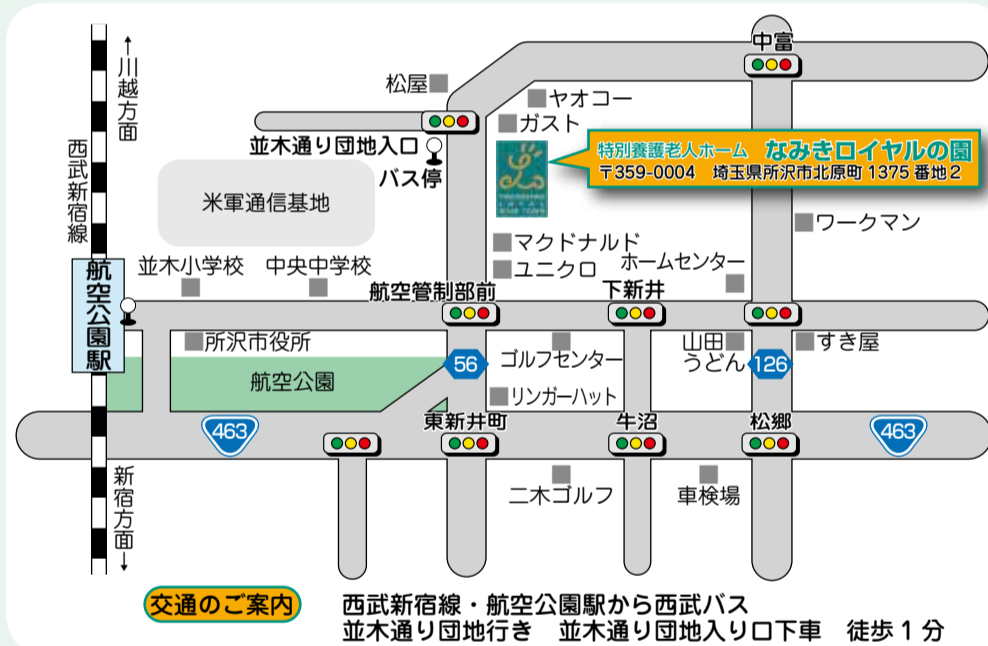 中富
↑川越方面
松屋
ヤオコー
ガスト
並木通り団地入口
バス停
特別養護老人ホーム なみきロイヤルの園
〒359-0004 埼玉県所沢市北原町1375番地2
西武新宿線
米軍通信基地
ワークマン
マクドナルド
ユニクロ
ホームセンター
並木小学校
中央中学校
航空管制部前
下新井
航空公園駅
所沢市役所
ゴルフセンター
山田うどん
すき屋
航空公園
56
126
リンガーハット
東新井町
牛沼
松郷
463
463
新宿方面↓
二木ゴルフ
車検場
交通のご案内
西武新宿線・航空公園駅から西武バス
並木通り団地行き 並木通り団地入り口下車 徒歩1分